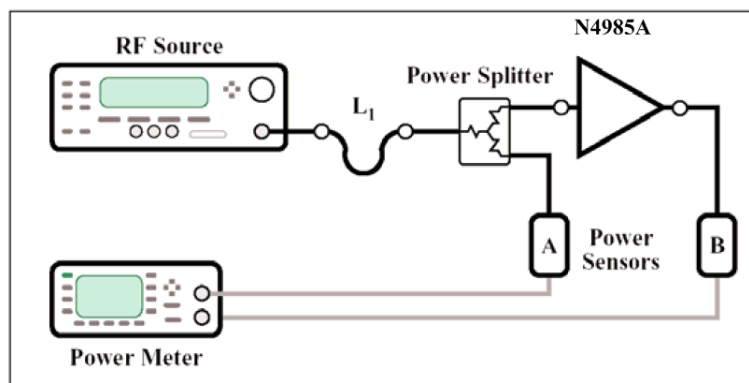 N4985A
RF Source
Power Splitter
L1
A
Power
Sensors
B
Power Meter